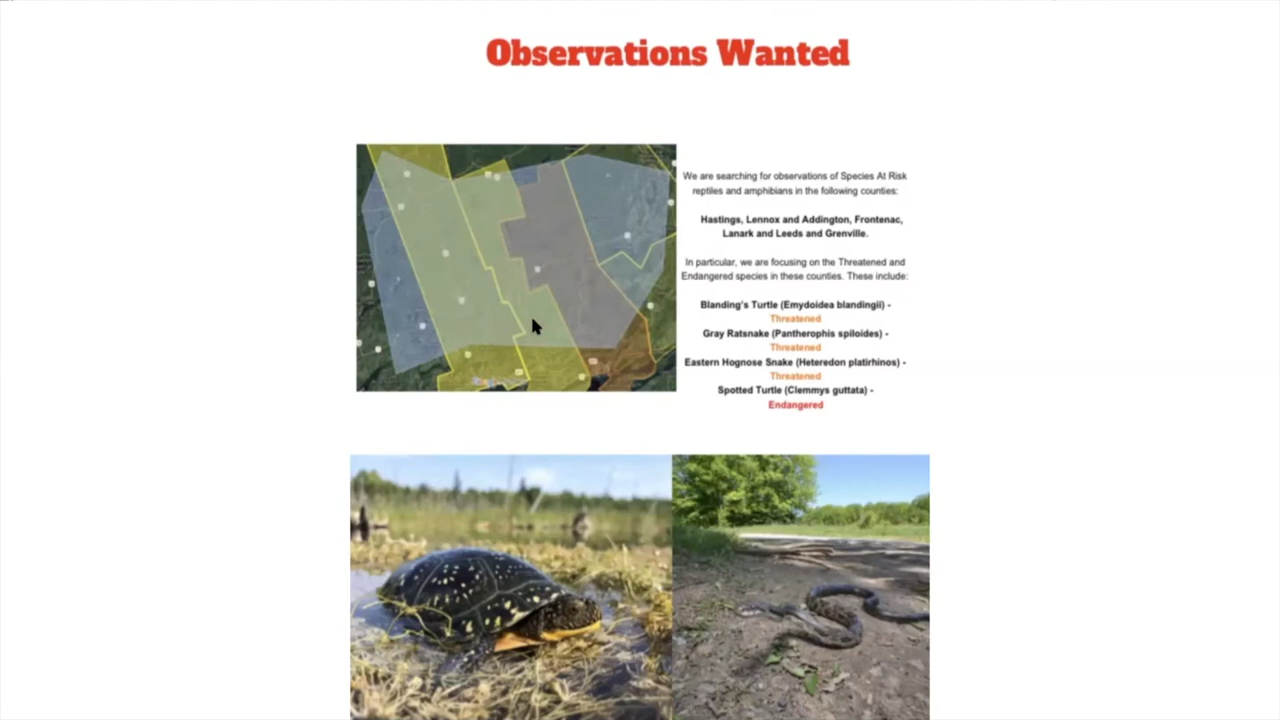 Observations Wanted
We are searching for observations of Species At Risk
reptiles and amphibians in the following counties:
Hastings, Lennox and Addington, Frontenac,
Lanark and Leeds and Grenville.
In particular, we are focusing on the Threatened and
Endangered species in these counties. These include:
Blanding's Turtle (Emydoidea blandingii) -
Threatened
Gray Ratsnake (Pantherophis spiloides) -
Threatened
Eastern Hognose Snake (Heteredon platirhinos) -
Threatened
Spotted Turtle (Clemmys guttata) -
Endangered